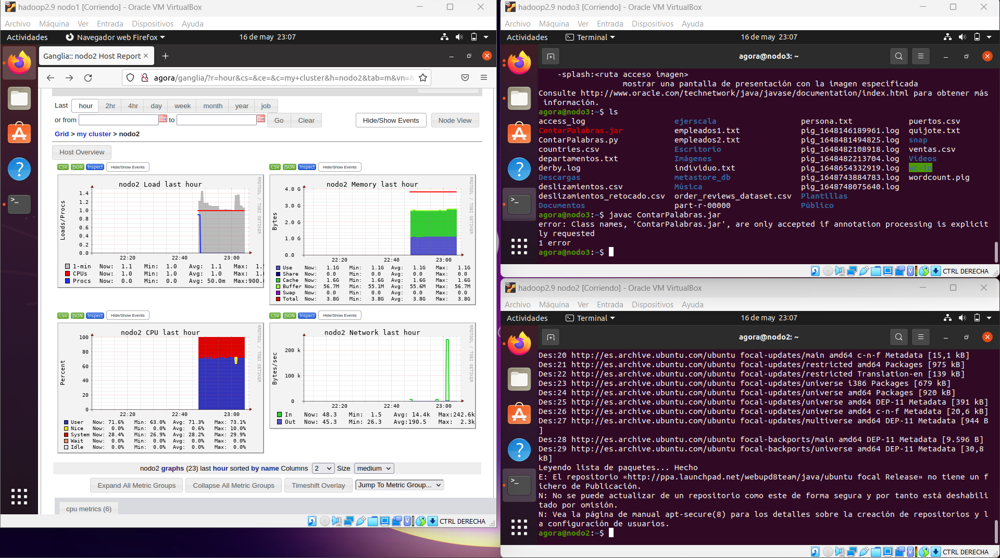 hadoop2.9 nodo1 [Corriendo] - Oracle VM VirtualBox
Archivo Máquina Ver Entrada Dispositivos Ayuda
Actividades Navegador web Firefox 16 de may 23:07
Ganglia:: nodo2 Host Report
agora/ganglia/?r=hour&cs=&ce=&c=my+cluster&h=nodo2&tab=m&vn=&
Last hour 2hr 4hr day week month year job
or from to Go Clear Hide/Show Events Node View
Grid > my cluster > nodo2
Host Overview
CSV JSON Inspect Hide/Show Events
nodo2 Load last hour
Loads/Procs
1.4
1.2
1.0
0.8
0.6
0.4
0.2
0.0
22:20 22:40 23:00
1-min Now: 1.1 Min: 1.0 Avg: 1.1 Max: 1.
CPUs Now: 1.0 Min: 1.0 Avg: 1.0 Max: 1.
Procs Now: 0.0 Min: 0.0 Avg: 50.0m Max:900.
RRDTOOL / TOBI OETIKER
CSV JSON Inspect Hide/Show Events
nodo2 Memory last hour
Bytes
4.0 G
3.0 G
2.0 G
1.0 G
0.0
22:20 22:40 23:00
Use Now: 1.1G Min: 1.1G Avg: 1.1G Max: 1.1G
Share Now: 0.0 Min: 0.0 Avg: 0.0 Max: 0.0
Cache Now: 1.6G Min: 1.6G Avg: 1.6G Max: 1.6G
Buffer Now: 56.7M Min: 55.1M Avg: 55.6M Max: 56.7M
Swap Now: 0.0 Min: 0.0 Avg: 0.0 Max: 0.0
Total Now: 3.8G Min: 3.8G Avg: 3.8G Max: 3.8G
RRDTOOL / TOBI OETIKER
CSV JSON Inspect Hide/Show Events
nodo2 CPU last hour
Percent
100
80
60
40
20
0
22:20 22:40 23:00
User Now: 71.6% Min: 63.0% Avg: 71.3% Max: 73.1%
Nice Now: 0.0% Min: 0.0% Avg: 0.6% Max: 10.0%
System Now: 28.4% Min: 26.9% Avg: 28.2% Max: 29.9%
Wait Now: 0.0% Min: 0.0% Avg: 0.0% Max: 0.0%
Idle Now: 0.0% Min: 0.0% Avg: 0.0% Max: 0.0%
RRDTOOL / TOBI OETIKER
CSV JSON Inspect Hide/Show Events
nodo2 Network last hour
Bytes/sec
200 k
100 k
0
22:20 22:40 23:00
In Now: 48.3 Min: 1.5 Avg: 14.4k Max:242.6k
Out Now: 45.3 Min: 26.3 Avg:190.5 Max: 2.3k
RRDTOOL / TOBI OETIKER
nodo2 graphs (23) last hour sorted by name Columns 2 Size medium
Expand All Metric Groups Collapse All Metric Groups Timeshift Overlay Jump To Metric Group...
cpu metrics (6)
CTRL DERECHA
hadoop2.9 nodo3 [Corriendo] - Oracle VM VirtualBox
Archivo Máquina Ver Entrada Dispositivos Ayuda
Actividades Terminal 16 de may 23:07
agora@nodo3: ~
-splash:<ruta acceso imagen>
mostrar una pantalla de presentación con la imagen especificada
Consulte http://www.oracle.com/technetwork/java/javase/documentation/index.html para obtener más
información.
agora@nodo3:~$ ls
access_log ejerscala persona.txt puertos.csv
ContarPalabras.jar empleados1.txt pig_1648146189961.log quijote.txt
ContarPalabras.py empleados2.txt pig_1648481494825.log snap
countries.csv Escritorio pig_1648482108918.log ventas.csv
departamentos.txt Imágenes pig_1648482213704.log Vídeos
derby.log individuo.txt pig_1648654332919.log wc-in
Descargas metastore_db pig_1648743884783.log wordcount.pig
deslizamientos.csv Música pig_1648748075640.log
deslizamientos_retocado.csv order_reviews_dataset.csv Plantillas
Documentos part-r-00000 Público
agora@nodo3:~$ javac ContarPalabras.jar
error: Class names, 'ContarPalabras.jar', are only accepted if annotation processing is explicit
ly requested
1 error
agora@nodo3:~$
CTRL DERECHA
hadoop2.9 nodo2 [Corriendo] - Oracle VM VirtualBox
Archivo Máquina Ver Entrada Dispositivos Ayuda
Actividades Terminal 16 de may 23:07
agora@nodo2: ~
Des:20 http://es.archive.ubuntu.com/ubuntu focal-updates/main amd64 c-n-f Metadata [15,1 kB]
Des:21 http://es.archive.ubuntu.com/ubuntu focal-updates/restricted amd64 Packages [975 kB]
Des:22 http://es.archive.ubuntu.com/ubuntu focal-updates/restricted Translation-en [139 kB]
Des:23 http://es.archive.ubuntu.com/ubuntu focal-updates/universe i386 Packages [679 kB]
Des:24 http://es.archive.ubuntu.com/ubuntu focal-updates/universe amd64 Packages [920 kB]
Des:25 http://es.archive.ubuntu.com/ubuntu focal-updates/universe amd64 DEP-11 Metadata [391 kB]
Des:26 http://es.archive.ubuntu.com/ubuntu focal-updates/universe amd64 c-n-f Metadata [20,6 kB]
Des:27 http://es.archive.ubuntu.com/ubuntu focal-updates/multiverse amd64 DEP-11 Metadata [944 B
]
Des:28 http://es.archive.ubuntu.com/ubuntu focal-backports/main amd64 DEP-11 Metadata [9.596 B]
Des:29 http://es.archive.ubuntu.com/ubuntu focal-backports/universe amd64 DEP-11 Metadata [30,8
kB]
Leyendo lista de paquetes... Hecho
E: El repositorio «http://ppa.launchpad.net/webupd8team/java/ubuntu focal Release» no tiene un f
ichero de Publicación.
N: No se puede actualizar de un repositorio como este de forma segura y por tanto está deshabili
tado por omisión.
N: Vea la página de manual apt-secure(8) para los detalles sobre la creación de repositorios y l
a configuración de usuarios.
agora@nodo2:~$
CTRL DERECHA